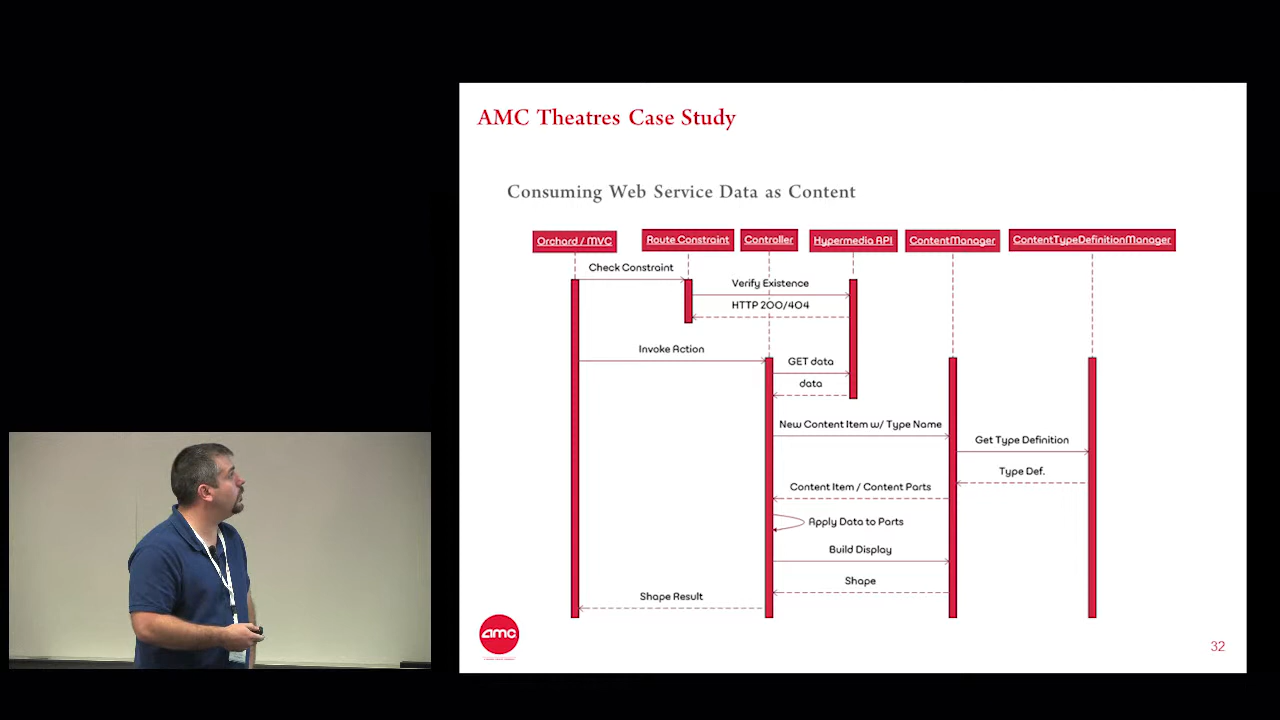 AMC Theatres Case Study
Consuming Web Service Data as Content
Orchard / MVC
Route Constraint
Controller
Hypermedia API
ContentManager
ContentTypeDefinitionManager
Check Constraint
Verify Existence
HTTP 200/404
Invoke Action
GET data
data
New Content Item w/ Type Name
Get Type Definition
Type Def.
Content Item / Content Parts
Apply Data to Parts
Build Display
Shape
Shape Result
amc
32